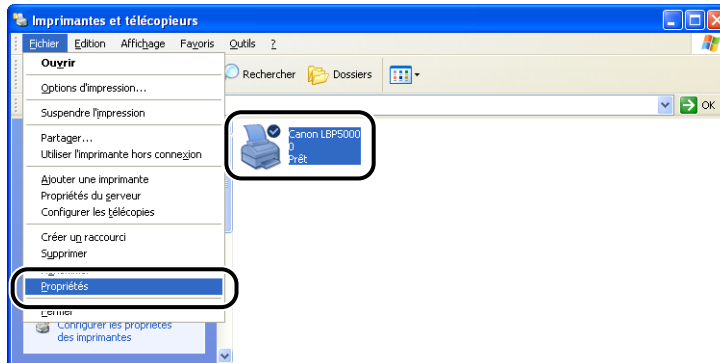 Imprimantes et télécopieurs
Fichier Edition Affichage Favoris Outils ?
Rechercher Dossiers
OK
Ouvrir
Options d'impression...
Suspendre l'impression
Partager...
Utiliser l'imprimante hors connexion
Ajouter une imprimante
Propriétés du serveur
Configurer les télécopies
Créer un raccourci
Supprimer
Propriétés
Fermer
Configurer les propriétés
des imprimantes
Canon LBP5000
0
Prêt